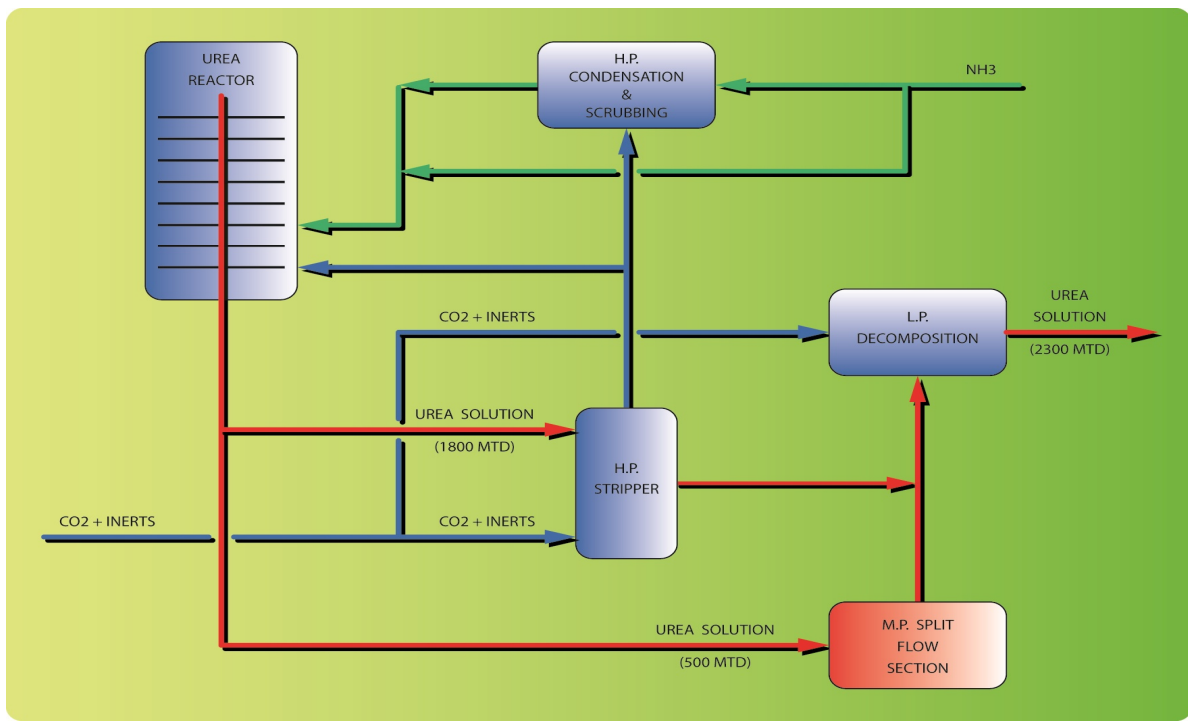 UREA
REACTOR
H.P.
CONDENSATION
&
SCRUBBING
NH3
CO2 + INERTS
L.P.
DECOMPOSITION
UREA
SOLUTION
(2300 MTD)
UREA SOLUTION
(1800 MTD)
H.P.
STRIPPER
CO2 + INERTS
CO2 + INERTS
UREA SOLUTION
(500 MTD)
M.P. SPLIT
FLOW
SECTION